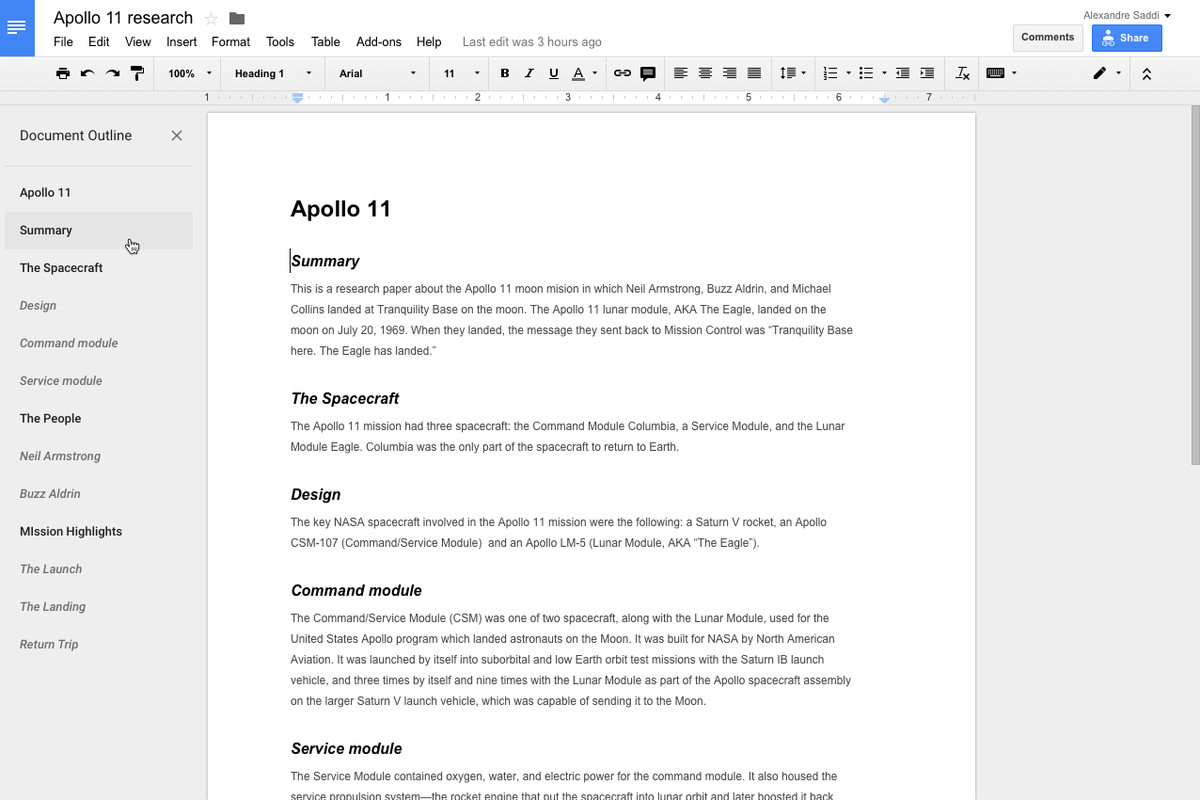 Apollo 11 research
Alexandre Saddi
File Edit View Insert Format Tools Table Add-ons Help Last edit was 3 hours ago
Comments
Share
100% Heading 1 Arial 11 B I U A
1 1 2 3 4 5 6 7
Document Outline
Apollo 11
Summary
The Spacecraft
Design
Command module
Service module
The People
Neil Armstrong
Buzz Aldrin
MIssion Highlights
The Launch
The Landing
Return Trip
Apollo 11
Summary
This is a research paper about the Apollo 11 moon mision in which Neil Armstrong, Buzz Aldrin, and Michael
Collins landed at Tranquility Base on the moon. The Apollo 11 lunar module, AKA The Eagle, landed on the
moon on July 20, 1969. When they landed, the message they sent back to Mission Control was “Tranquility Base
here. The Eagle has landed.”
The Spacecraft
The Apollo 11 mission had three spacecraft: the Command Module Columbia, a Service Module, and the Lunar
Module Eagle. Columbia was the only part of the spacecraft to return to Earth.
Design
The key NASA spacecraft involved in the Apollo 11 mission were the following: a Saturn V rocket, an Apollo
CSM-107 (Command/Service Module)  and an Apollo LM-5 (Lunar Module, AKA “The Eagle”).
Command module
The Command/Service Module (CSM) was one of two spacecraft, along with the Lunar Module, used for the
United States Apollo program which landed astronauts on the Moon. It was built for NASA by North American
Aviation. It was launched by itself into suborbital and low Earth orbit test missions with the Saturn IB launch
vehicle, and three times by itself and nine times with the Lunar Module as part of the Apollo spacecraft assembly
on the larger Saturn V launch vehicle, which was capable of sending it to the Moon.
Service module
The Service Module contained oxygen, water, and electric power for the command module. It also housed the
service propulsion system—the rocket engine that put the spacecraft into lunar orbit and later boosted it back